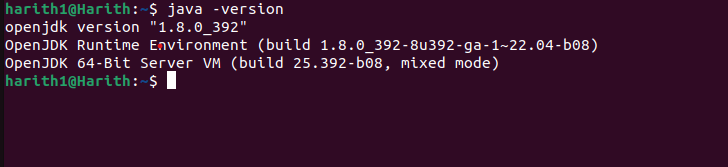 harith1@Harith:~$ java -version
openjdk version "1.8.0_392"
OpenJDK Runtime Environment (build 1.8.0_392-8u392-ga-1~22.04-b08)
OpenJDK 64-Bit Server VM (build 25.392-b08, mixed mode)
harith1@Harith:~$